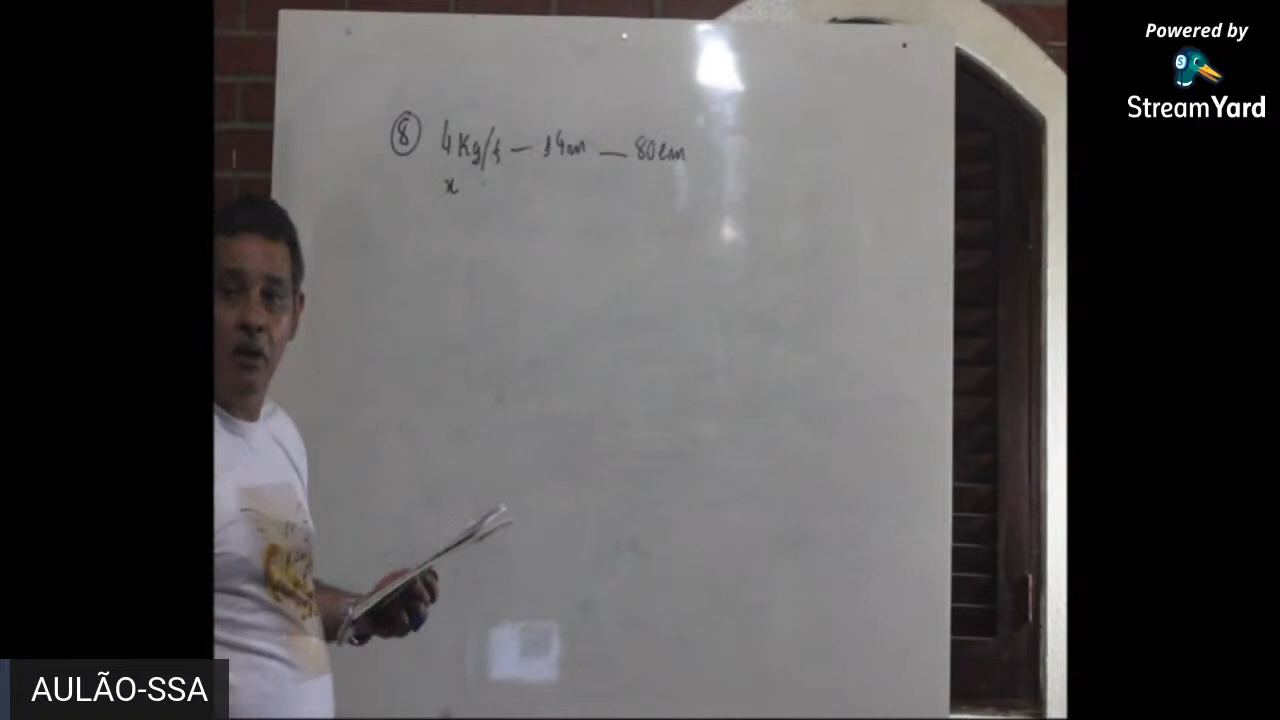 Powered by
StreamYard
⑧ 4Kg/f — 14cm — 80cm
x
AULÃO-SSA